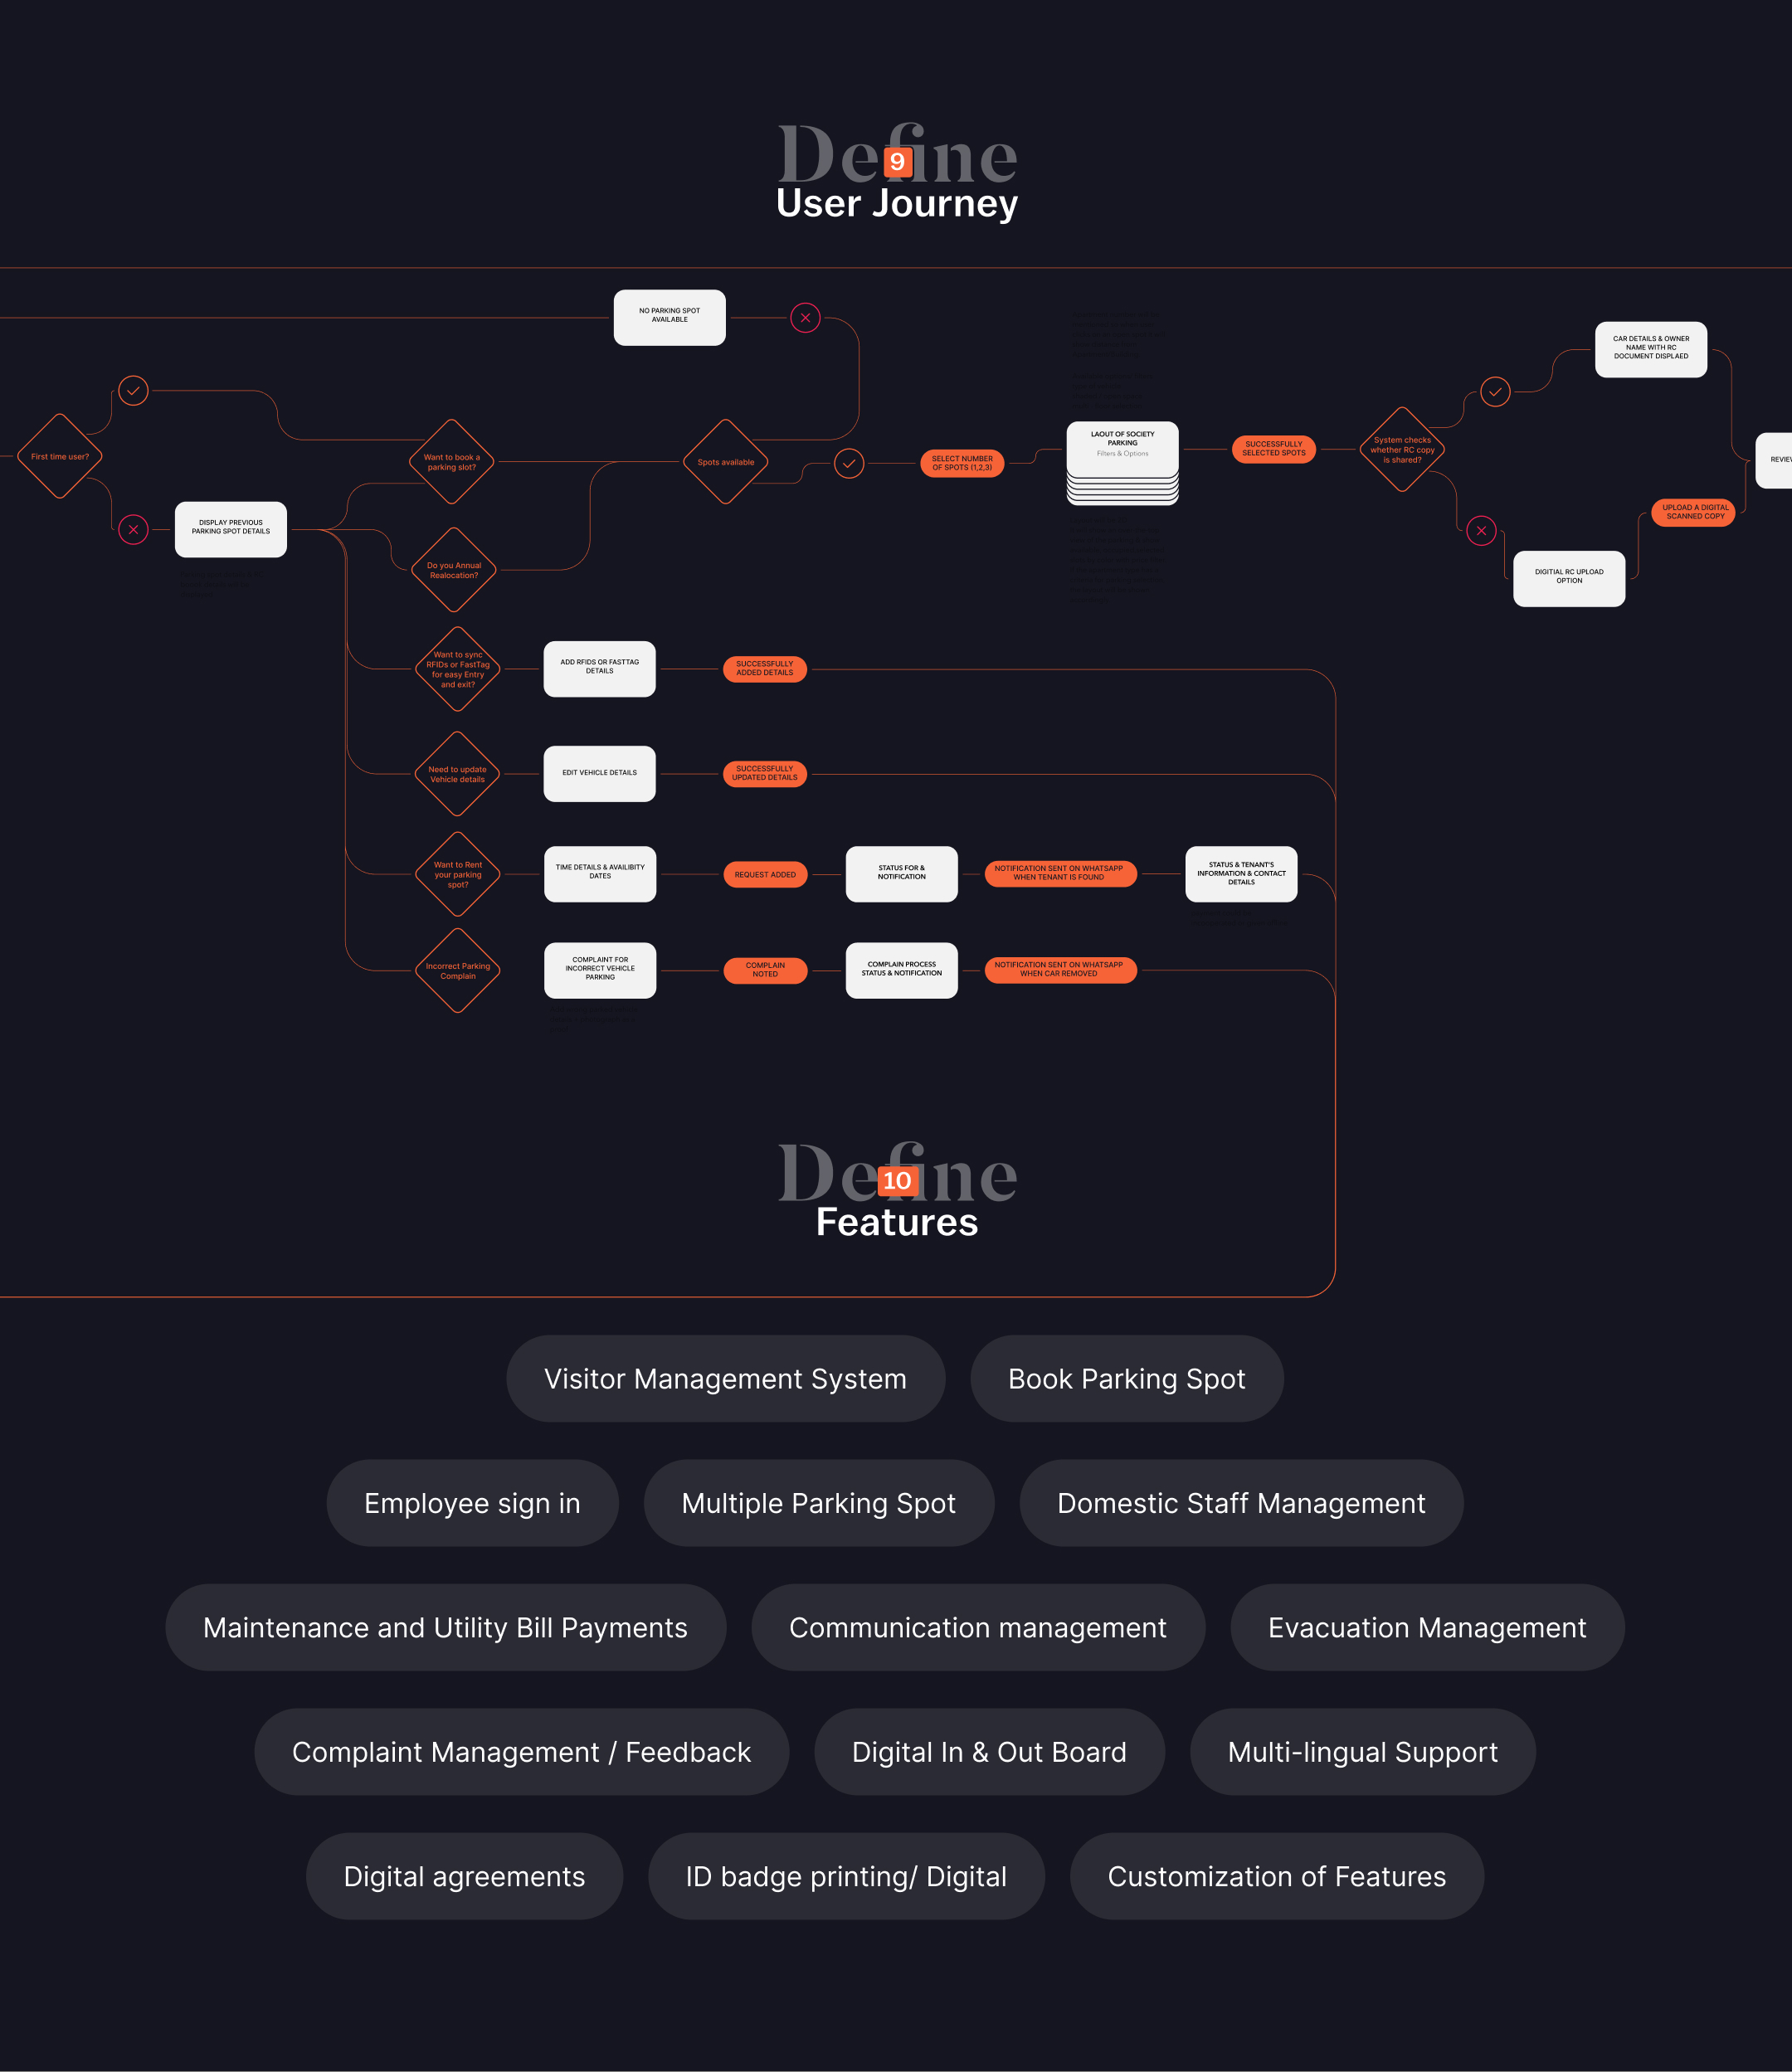 Define
9
User Journey
NO PARKING SPOT
AVAILABLE
First time user?
DISPLAY PREVIOUS
PARKING SPOT DETAILS
Want to book a
parking slot?
Do you Annual
Realocation?
Spots available
SELECT NUMBER
OF SPOTS (1,2,3)
LAOUT OF SOCIETY
PARKING
Filters & Options
SUCCESSFULLY
SELECTED SPOTS
System checks
whether RC copy
is shared?
CAR DETAILS & OWNER
NAME WITH RC
DOCUMENT DISPLAED
DIGITIAL RC UPLOAD
OPTION
UPLOAD A DIGITAL
SCANNED COPY
Want to sync
RFIDs or FastTag
for easy Entry
and exit?
ADD RFIDS OR FASTTAG
DETAILS
SUCCESSFULLY
ADDED DETAILS
Need to update
Vehicle details
EDIT VEHICLE DETAILS
SUCCESSFULLY
UPDATED DETAILS
Want to Rent
your parking
spot?
TIME DETAILS & AVAILIBITY
DATES
REQUEST ADDED
STATUS FOR &
NOTIFICATION
NOTIFICATION SENT ON WHATSAPP
WHEN TENANT IS FOUND
STATUS & TENANT'S
INFORMATION & CONTACT
DETAILS
Incorrect Parking
Complain
COMPLAINT FOR
INCORRECT VEHICLE
PARKING
COMPLAIN
NOTED
COMPLAIN PROCESS
STATUS & NOTIFICATION
NOTIFICATION SENT ON WHATSAPP
WHEN CAR REMOVED
Define
10
Features
Visitor Management System
Book Parking Spot
Employee sign in
Multiple Parking Spot
Domestic Staff Management
Maintenance and Utility Bill Payments
Communication management
Evacuation Management
Complaint Management / Feedback
Digital In & Out Board
Multi-lingual Support
Digital agreements
ID badge printing/ Digital
Customization of Features